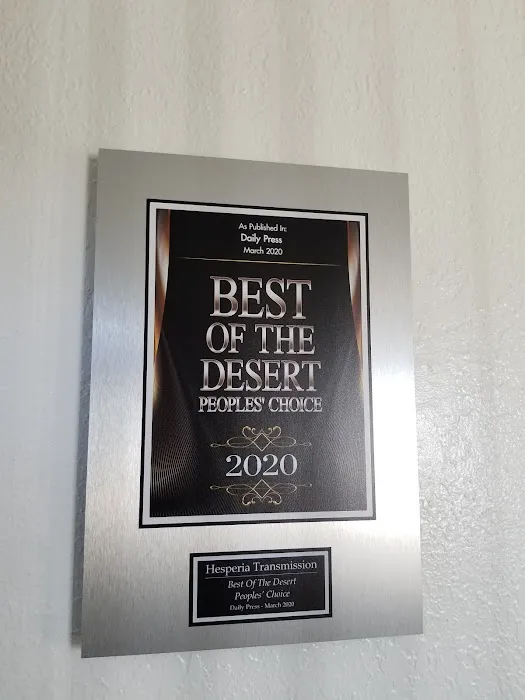 As Published In:
Daily Press
March 2020
BEST
OF THE
DESERT
PEOPLES' CHOICE
2020
Hesperia Transmission
Best Of The Desert
Peoples' Choice
Daily Press - March 2020